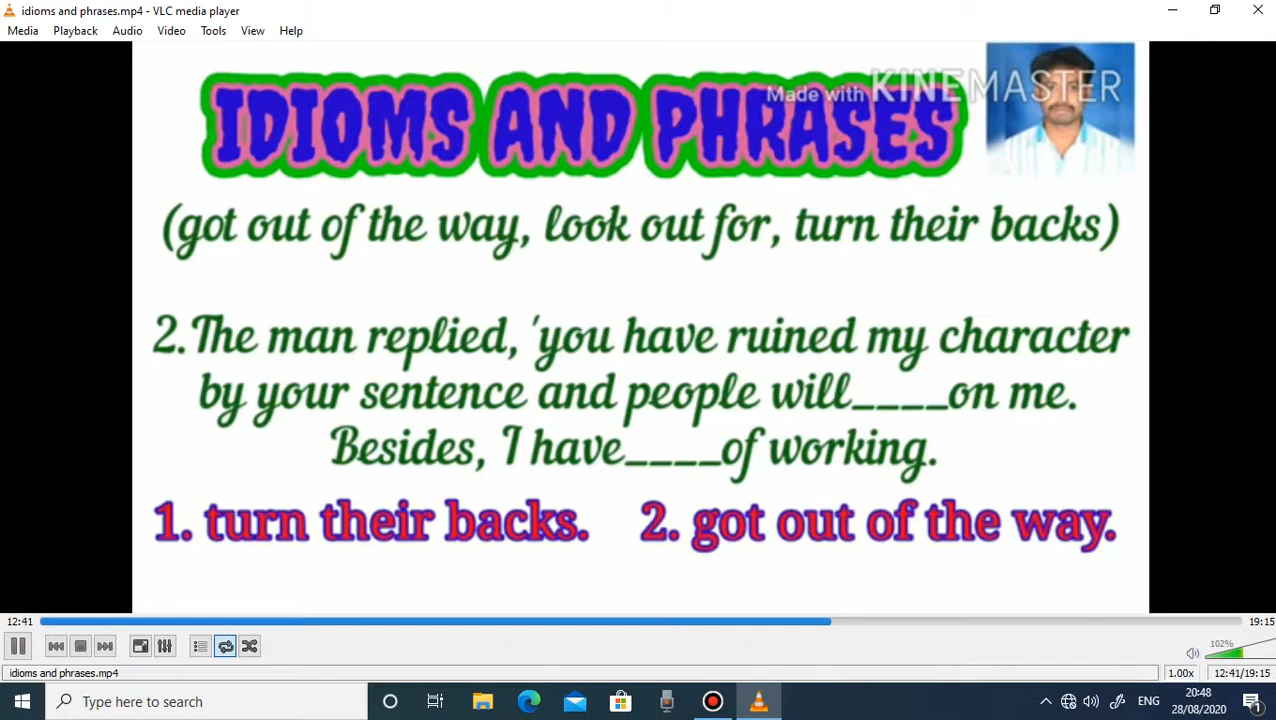 idioms and phrases.mp4 - VLC media player
Media Playback Audio Video Tools View Help
Made with KINEMASTER
IDIOMS AND PHRASES
(got out of the way, look out for, turn their backs)
2.The man replied, 'you have ruined my character
by your sentence and people will____on me.
Besides, I have____of working.
1. turn their backs. 2. got out of the way.
12:41 19:15
102%
idioms and phrases.mp4 1.00x 12:41/19:15
Type here to search
ENG
20:48
28/08/2020
1